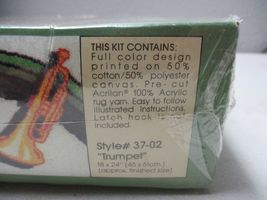 THIS KIT CONTAINS:
Full color design
printed on 50%
cotton/50% polyester
canvas. Pre-cut
Acrilan® 100% Acrylic
rug yarn. Easy to follow
illustrated instructions.
Latch hook is not
included.
Style# 37-02
"Trumpet"
18 x 24" (46 x 61cm.)
(approx. finished size)